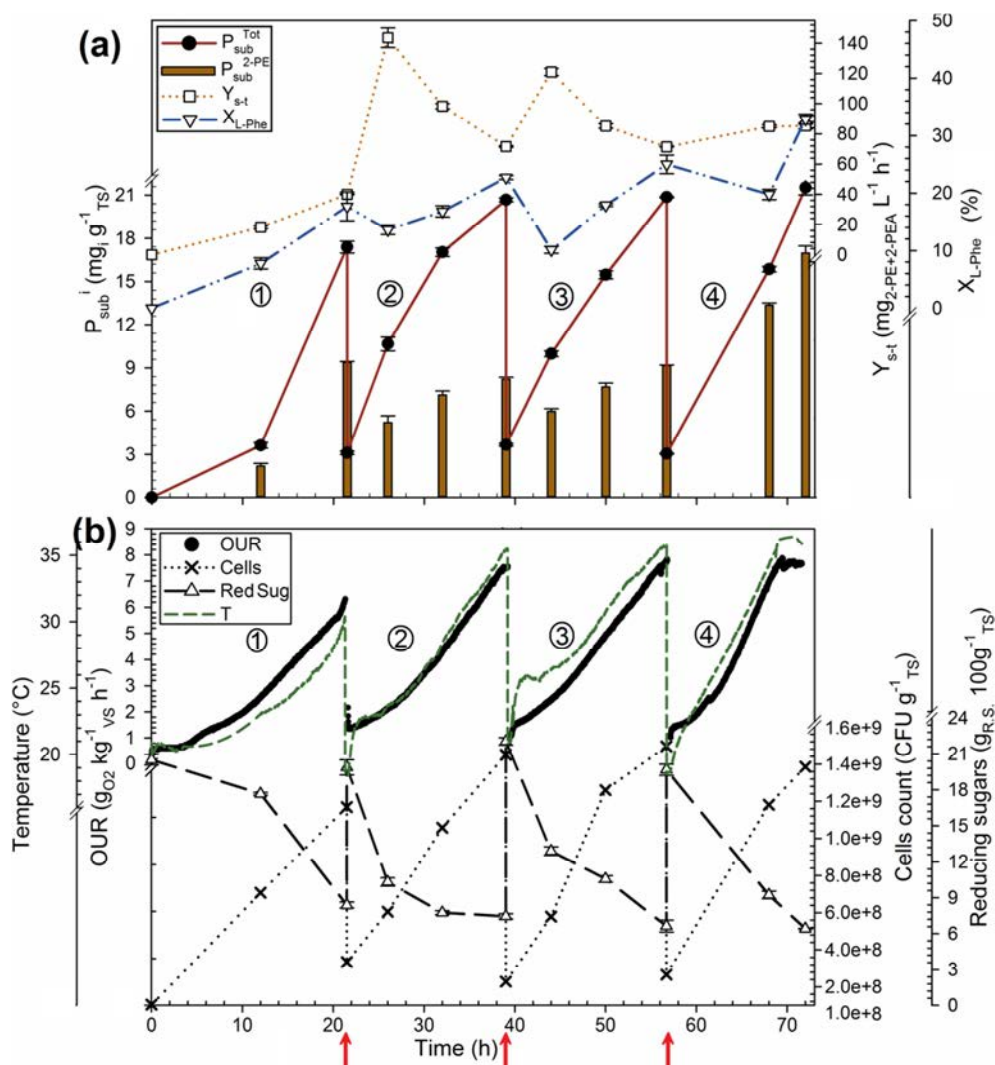 (a)
P_sub^Tot
P_sub^2-PE
Y_s-t
X_L-Phe
P_sub^i (mg_i g^-1_TS)
21
18
15
12
9
6
3
0
① ② ③ ④
140
120
100
80
60
40
20
0
Y_s-t (mg_2-PE+2-PEA L^-1 h^-1)
50
40
30
20
10
0
X_L-Phe (%)
(b)
OUR
Cells
Red Sug
T
Temperature (°C)
35
30
25
20
OUR (g_O2 kg^-1_VS h^-1)
9
8
7
6
5
4
3
2
1
0
① ② ③ ④
Cells count (CFU g^-1_TS)
1.6e+9
1.4e+9
1.2e+9
1.0e+9
8.0e+8
6.0e+8
4.0e+8
2.0e+8
1.0e+8
Reducing sugars (g_R.S. 100g^-1_TS)
24
21
18
15
12
9
6
3
0
0 10 20 30 40 50 60 70
Time (h)